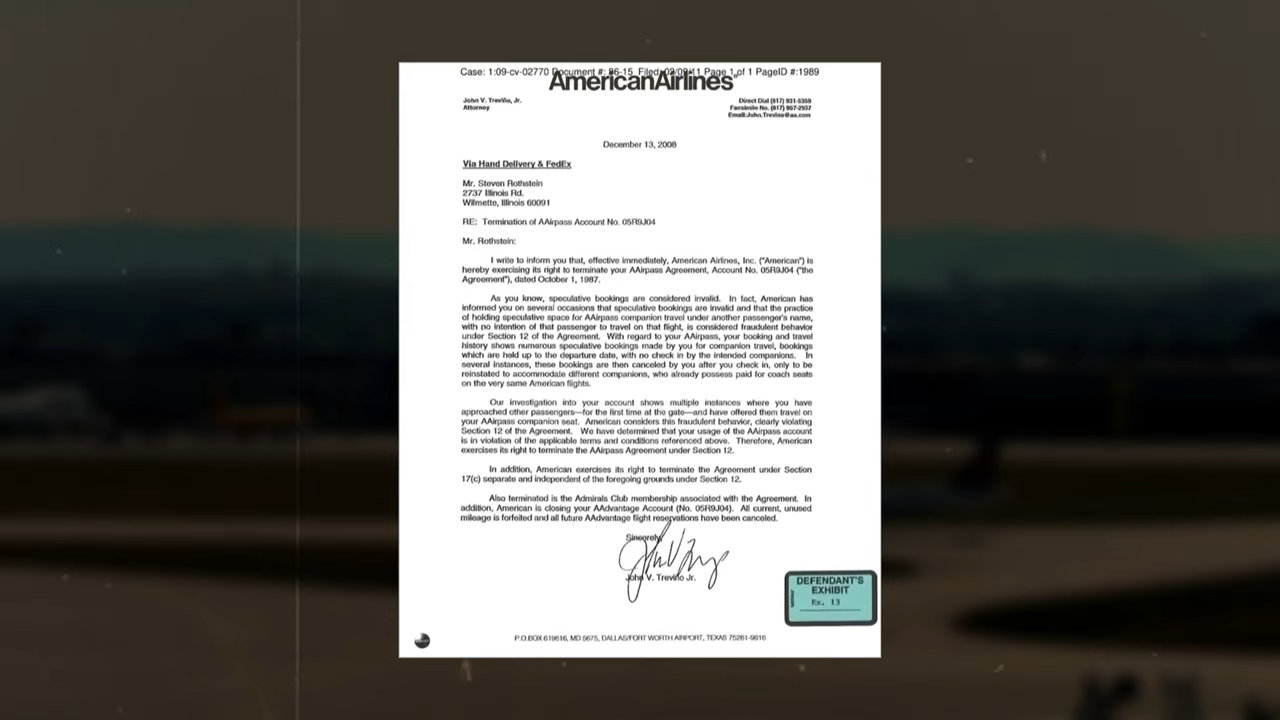 Case: 1:09-cv-02770 Document #: 86-15 Filed: 02/09/11 Page 1 of 1 PageID #:1989
AmericanAirlines
John V. Treviño, Jr.
Attorney
Direct Dial (817) 931-5359
Facsimile No. (817) 967-2937
Email:John.Trevino@aa.com
December 13, 2008
Via Hand Delivery & FedEx
Mr. Steven Rothstein
2737 Illinois Rd.
Wilmette, Illinois 60091
RE: Termination of AAirpass Account No. 05R9J04
Mr. Rothstein:
I write to inform you that, effective immediately, American Airlines, Inc. ("American") is
hereby exercising its right to terminate your AAirpass Agreement, Account No. 05R9J04 ("the
Agreement"), dated October 1, 1987.
As you know, speculative bookings are considered invalid. In fact, American has
informed you on several occasions that speculative bookings are invalid and that the practice
of holding speculative space for AAirpass companion travel under another passenger's name,
with no intention of that passenger to travel on that flight, is considered fraudulent behavior
under Section 12 of the Agreement. With regard to your AAirpass, your booking and travel
history shows numerous speculative bookings made by you for companion travel, bookings
which are held up to the departure date, with no check in by the intended companions. In
several instances, these bookings are then canceled by you after you check in, only to be
reinstated to accommodate different companions, who already possess paid for coach seats
on the very same American flights.
Our investigation into your account shows multiple instances where you have
approached other passengers—for the first time at the gate—and have offered them travel on
your AAirpass companion seat. American considers this fraudulent behavior, clearly violating
Section 12 of the Agreement. We have determined that your usage of the AAirpass account
is in violation of the applicable terms and conditions referenced above. Therefore, American
exercises its right to terminate the AAirpass Agreement under Section 12.
In addition, American exercises its right to terminate the Agreement under Section
17(c) separate and independent of the foregoing grounds under Section 12.
Also terminated is the Admirals Club membership associated with the Agreement. In
addition, American is closing your AAdvantage Account (No. 05R9J04). All current, unused
mileage is forfeited and all future AAdvantage flight reservations have been canceled.
Sincerely,
John V. Treviño Jr.
DEFENDANT'S
EXHIBIT
No. 13
P.O.BOX 619616, MD 5675, DALLAS/FORT WORTH AIRPORT, TEXAS 75261-9616